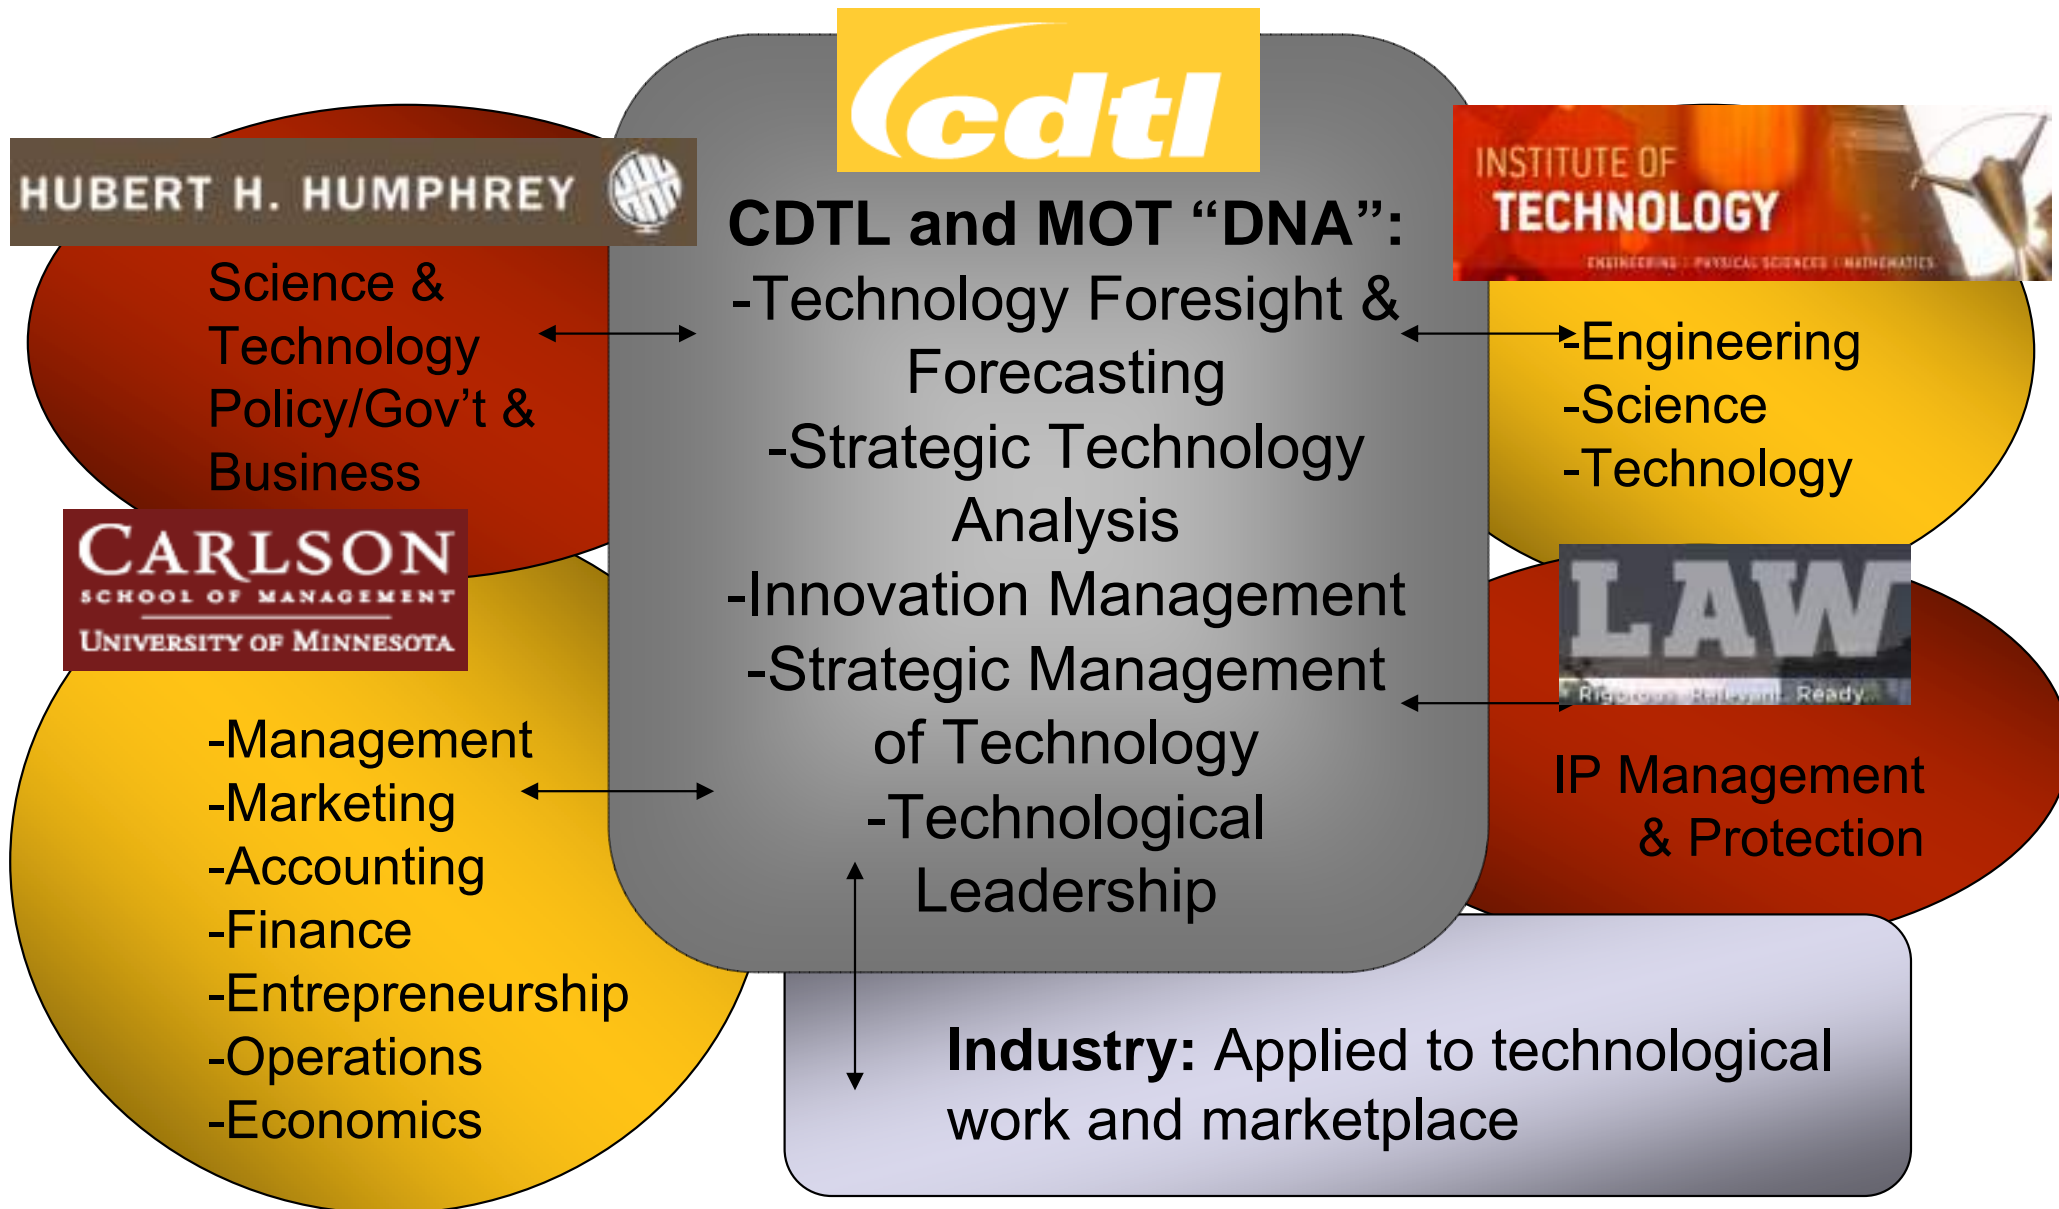 cdtl
HUBERT H. HUMPHREY
Science &
Technology
Policy/Gov’t &
Business
CARLSON
SCHOOL OF MANAGEMENT
UNIVERSITY OF MINNESOTA
-Management
-Marketing
-Accounting
-Finance
-Entrepreneurship
-Operations
-Economics
CDTL and MOT “DNA”:
-Technology Foresight &
Forecasting
-Strategic Technology
Analysis
-Innovation Management
-Strategic Management
of Technology
-Technological
Leadership
INSTITUTE OF
TECHNOLOGY
ENGINEERING | PHYSICAL SCIENCES | MATHEMATICS
-Engineering
-Science
-Technology
LAW
Rigorous. Relevant. Ready.
IP Management
& Protection
Industry: Applied to technological
work and marketplace